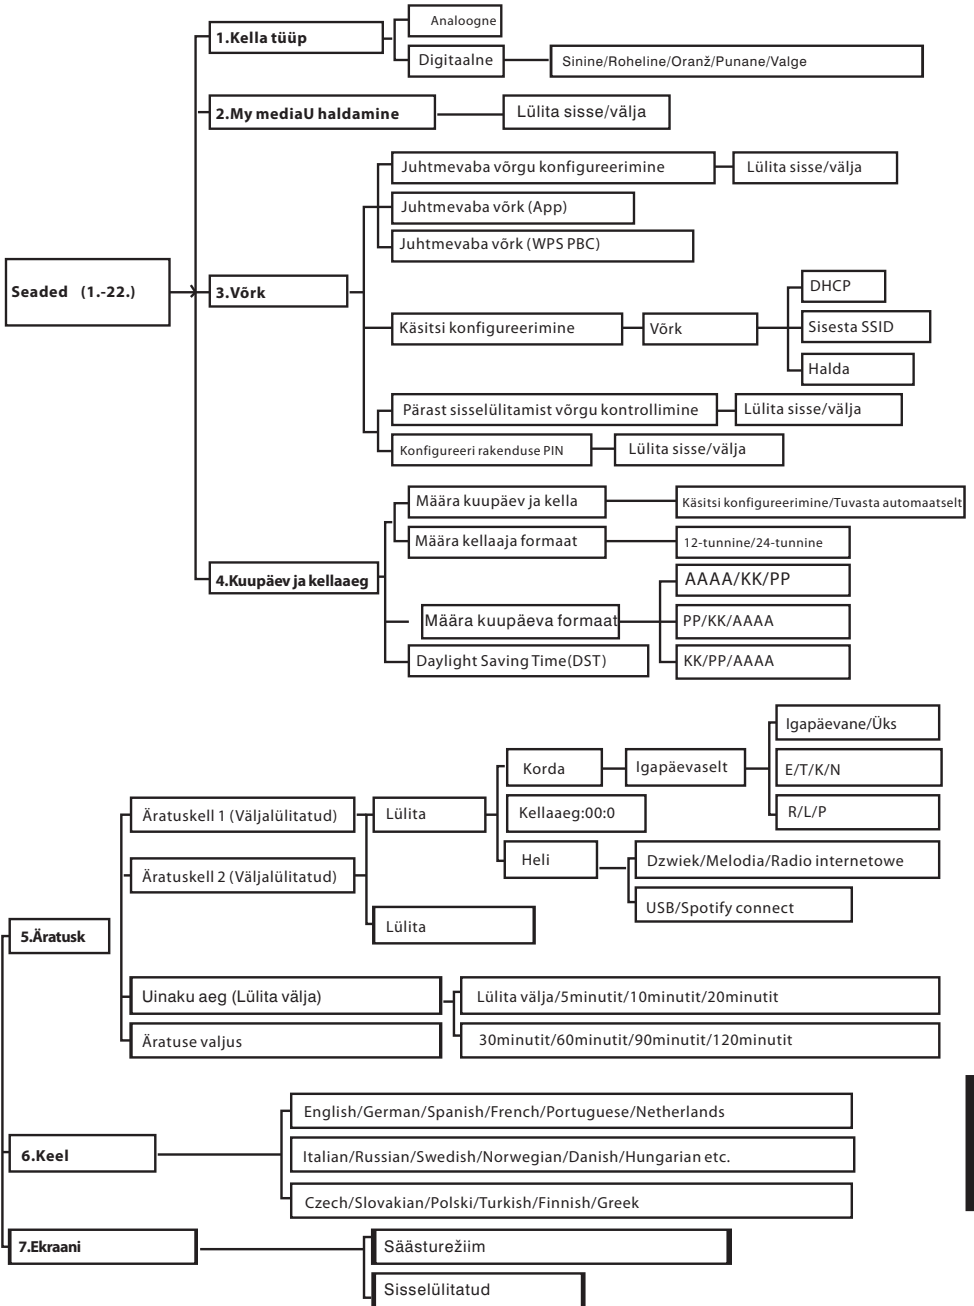 Seaded (1.-22.)
1.Kella tüüp
Analoogne
Digitaalne
Sinine/Roheline/Oranž/Punane/Valge
2.My mediaU haldamine
Lülita sisse/välja
3.Võrk
Juhtmevaba võrgu konfigureerimine
Lülita sisse/välja
Juhtmevaba võrk (App)
Juhtmevaba võrk (WPS PBC)
Käsitsi konfigureerimine
Võrk
DHCP
Sisesta SSID
Halda
Pärast sisselülitamist võrgu kontrollimine
Lülita sisse/välja
Konfigureeri rakenduse PIN
Lülita sisse/välja
4.Kuupäev ja kellaaeg
Määra kuupäev ja kella
Käsitsi konfigureerimine/Tuvasta automaatselt
Määra kellaaja formaat
12-tunnine/24-tunnine
Määra kuupäeva formaat
AAAA/KK/PP
PP/KK/AAAA
KK/PP/AAAA
Daylight Saving Time(DST)
5.Äratusk
Äratuskell 1 (Väljalülitatud)
Äratuskell 2 (Väljalülitatud)
Lülita
Korda
Igapäevaselt
Igapäevane/Üks
E/T/K/N
R/L/P
Kellaaeg:00:0
Heli
Dzwiek/Melodia/Radio internetowe
USB/Spotify connect
Lülita
Uinaku aeg (Lülita välja)
Lülita välja/5minutit/10minutit/20minutit
30minutit/60minutit/90minutit/120minutit
Äratuse valjus
6.Keel
English/German/Spanish/French/Portuguese/Netherlands
Italian/Russian/Swedish/Norwegian/Danish/Hungarian etc.
Czech/Slovakian/Polski/Turkish/Finnish/Greek
7.Ekraani
Säästurežiim
Sisselülitatud